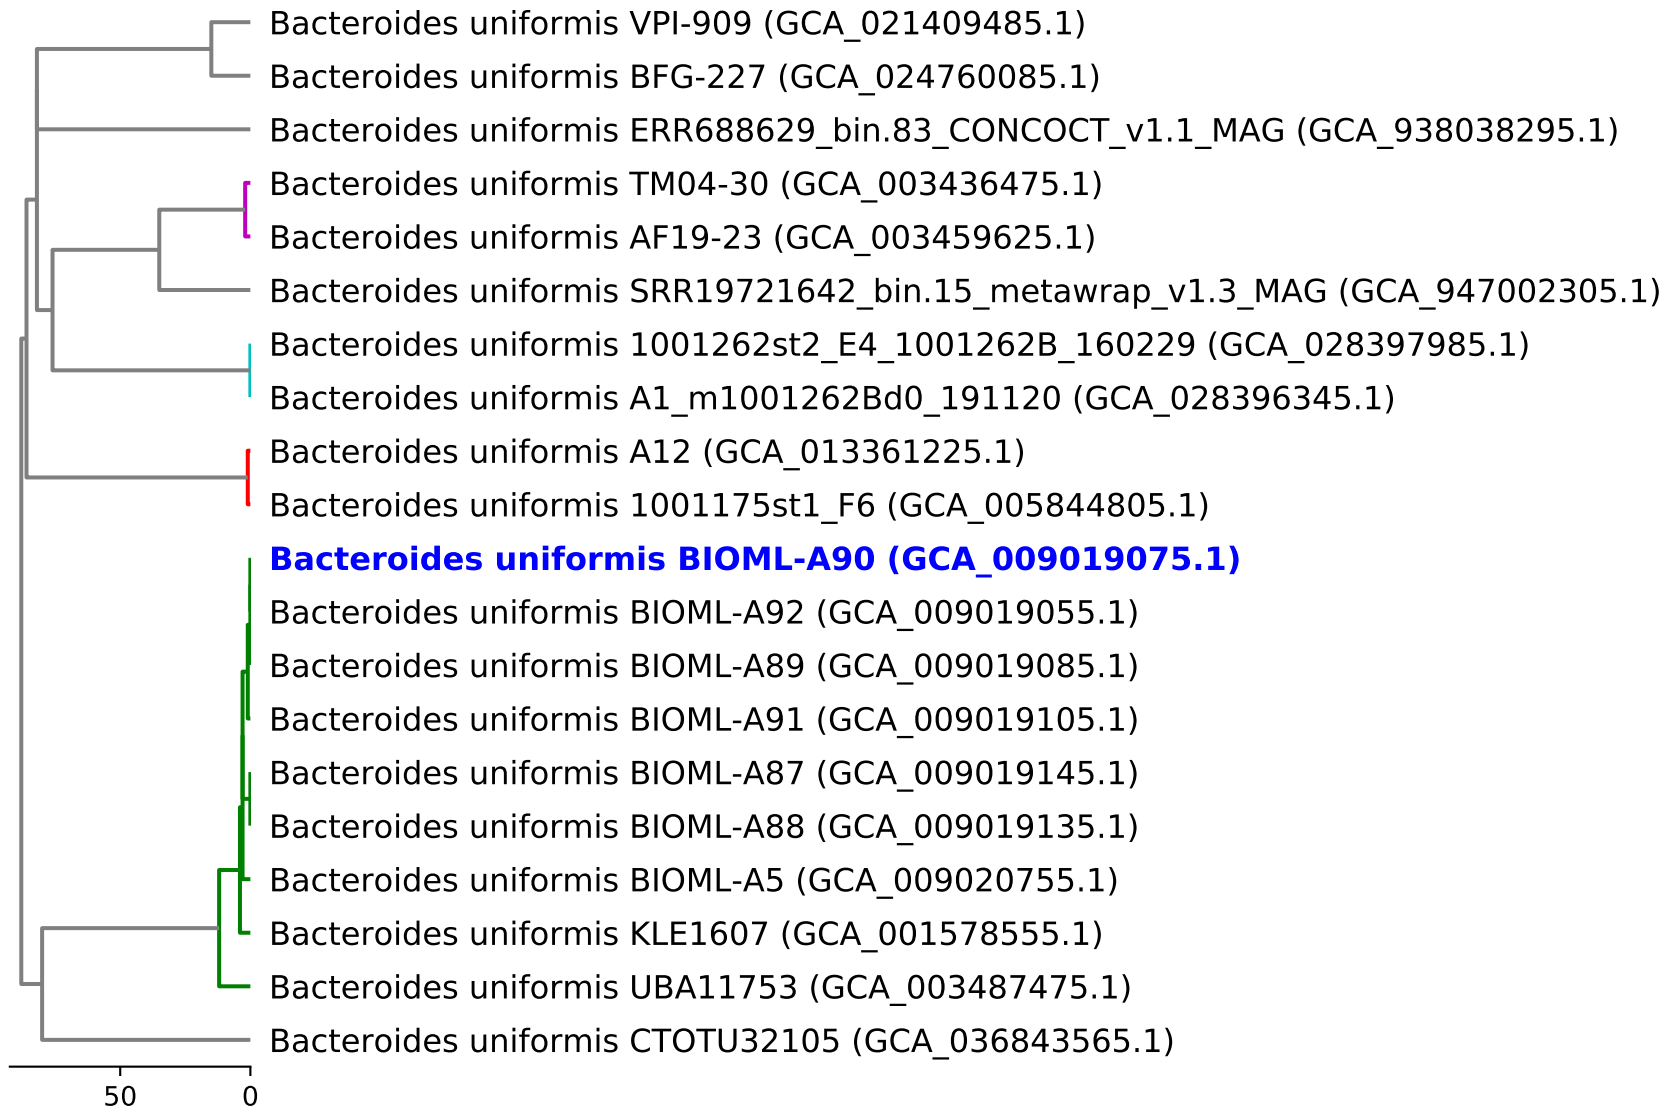 Bacteroides uniformis VPI-909 (GCA_021409485.1)
Bacteroides uniformis BFG-227 (GCA_024760085.1)
Bacteroides uniformis ERR688629_bin.83_CONCOCT_v1.1_MAG (GCA_938038295.1)
Bacteroides uniformis TM04-30 (GCA_003436475.1)
Bacteroides uniformis AF19-23 (GCA_003459625.1)
Bacteroides uniformis SRR19721642_bin.15_metawrap_v1.3_MAG (GCA_947002305.1)
Bacteroides uniformis 1001262st2_E4_1001262B_160229 (GCA_028397985.1)
Bacteroides uniformis A1_m1001262Bd0_191120 (GCA_028396345.1)
Bacteroides uniformis A12 (GCA_013361225.1)
Bacteroides uniformis 1001175st1_F6 (GCA_005844805.1)
Bacteroides uniformis BIOML-A90 (GCA_009019075.1)
Bacteroides uniformis BIOML-A92 (GCA_009019055.1)
Bacteroides uniformis BIOML-A89 (GCA_009019085.1)
Bacteroides uniformis BIOML-A91 (GCA_009019105.1)
Bacteroides uniformis BIOML-A87 (GCA_009019145.1)
Bacteroides uniformis BIOML-A88 (GCA_009019135.1)
Bacteroides uniformis BIOML-A5 (GCA_009020755.1)
Bacteroides uniformis KLE1607 (GCA_001578555.1)
Bacteroides uniformis UBA11753 (GCA_003487475.1)
Bacteroides uniformis CTOTU32105 (GCA_036843565.1)
50 0